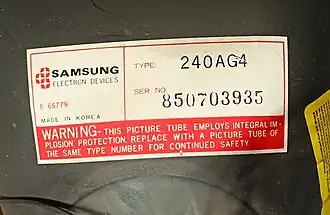 SAMSUNG
ELECTRON DEVICES
E 65779
MADE IN KOREA
TYPE: 240AG4
SER NO 850703935
WARNING-THIS PICTURE TUBE EMPLOYS INTEGRAL IM-
PLOSION PROTECTION, REPLACE WITH A PICTURE TUBE OF
THE SAME TYPE NUMBER FOR CONTINUED SAFETY.